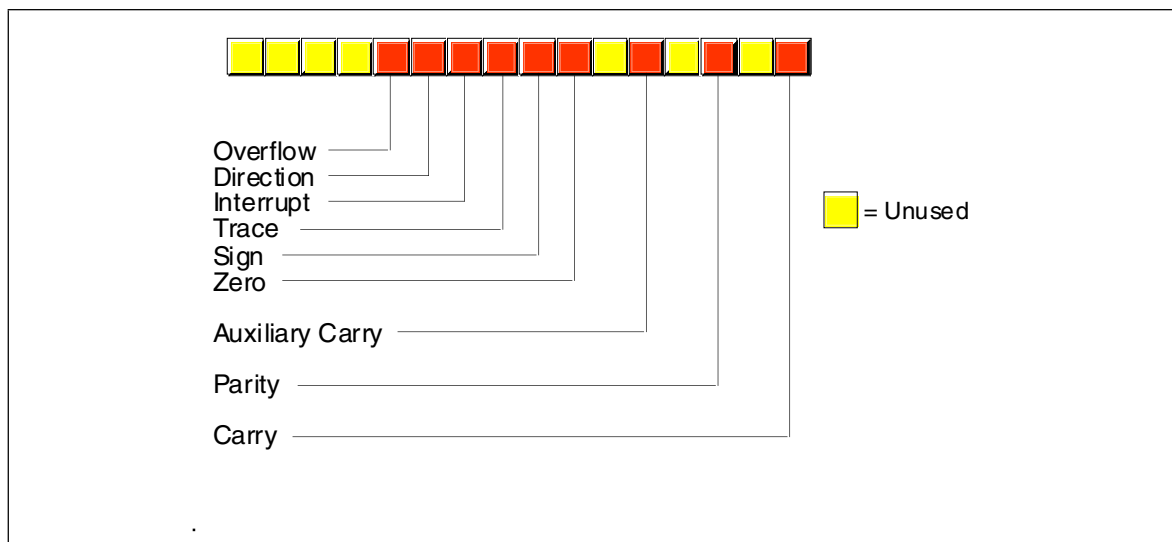 Overflow
Direction
Interrupt
Trace
Sign
Zero
Auxiliary Carry
Parity
Carry
= Unused
.